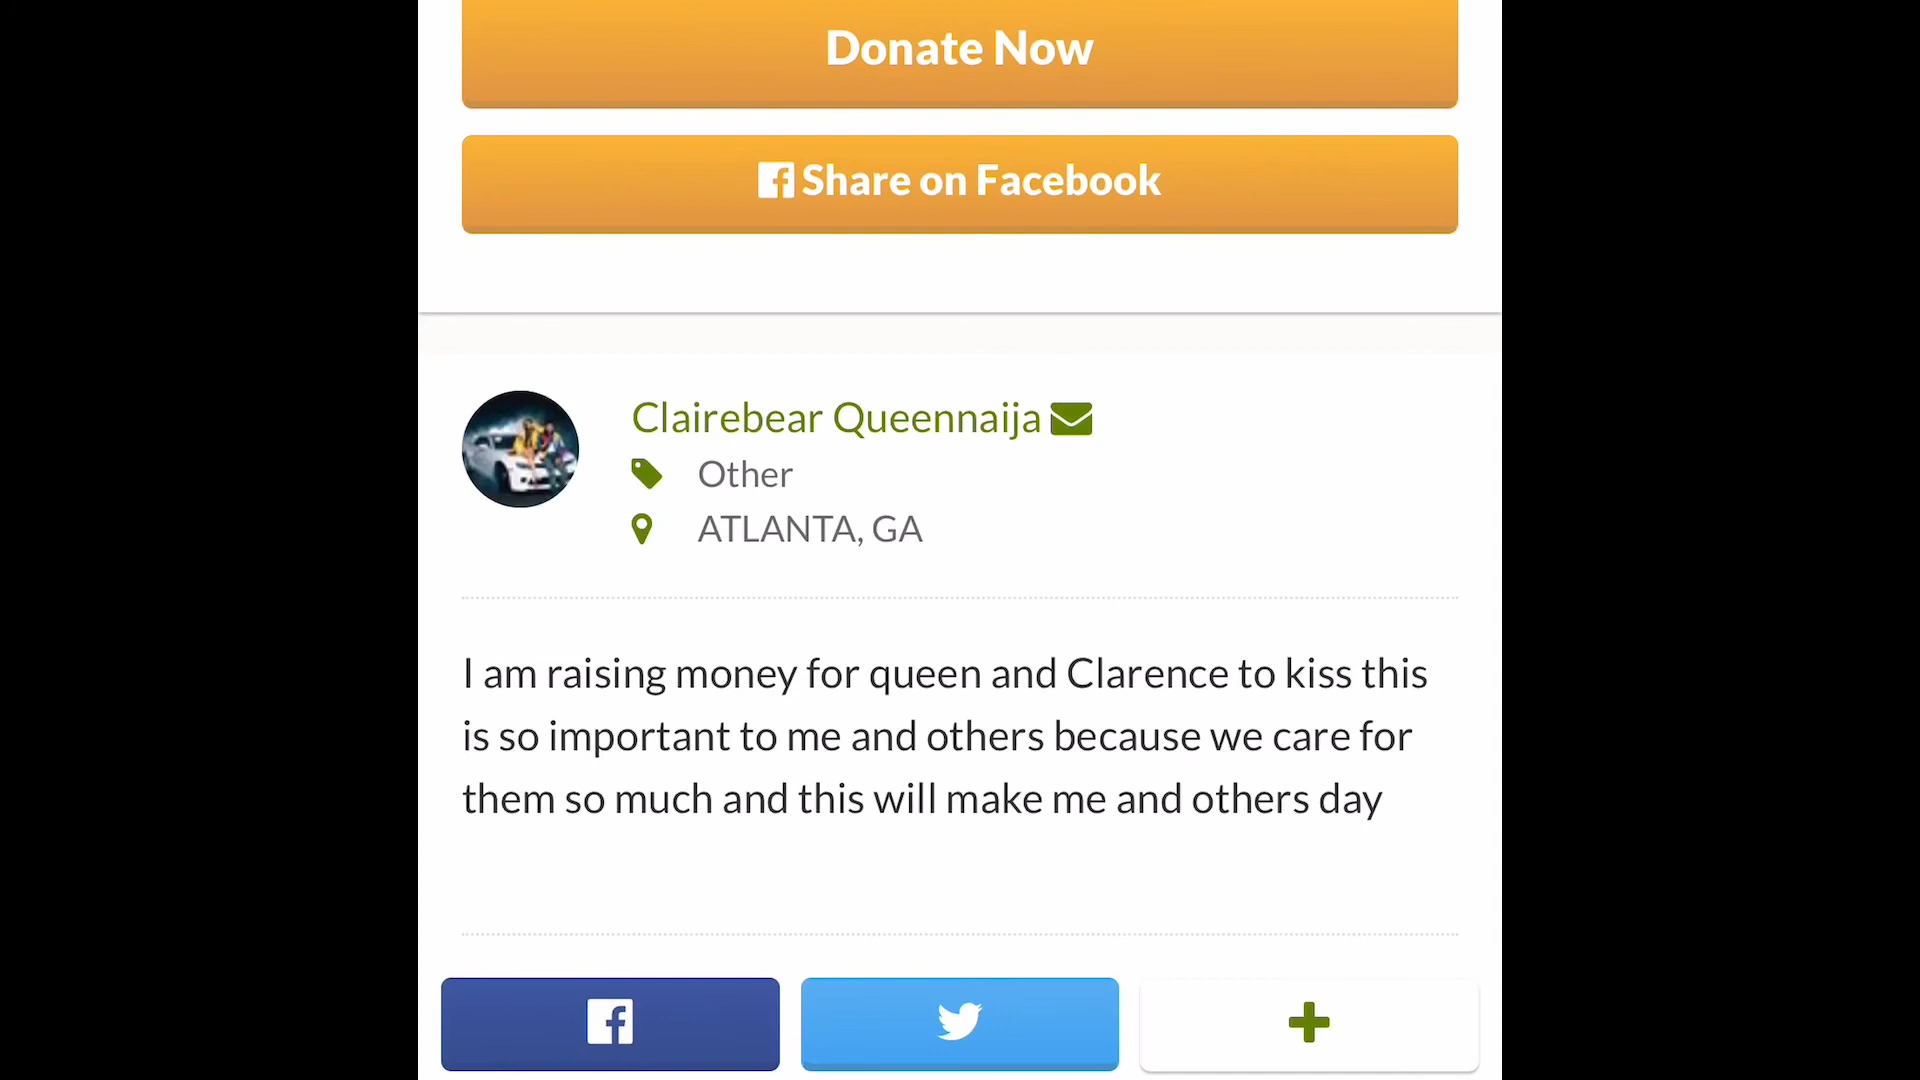 Donate Now
Share on Facebook
Clairebear Queennaija
Other
ATLANTA, GA
I am raising money for queen and Clarence to kiss this
is so important to me and others because we care for
them so much and this will make me and others day